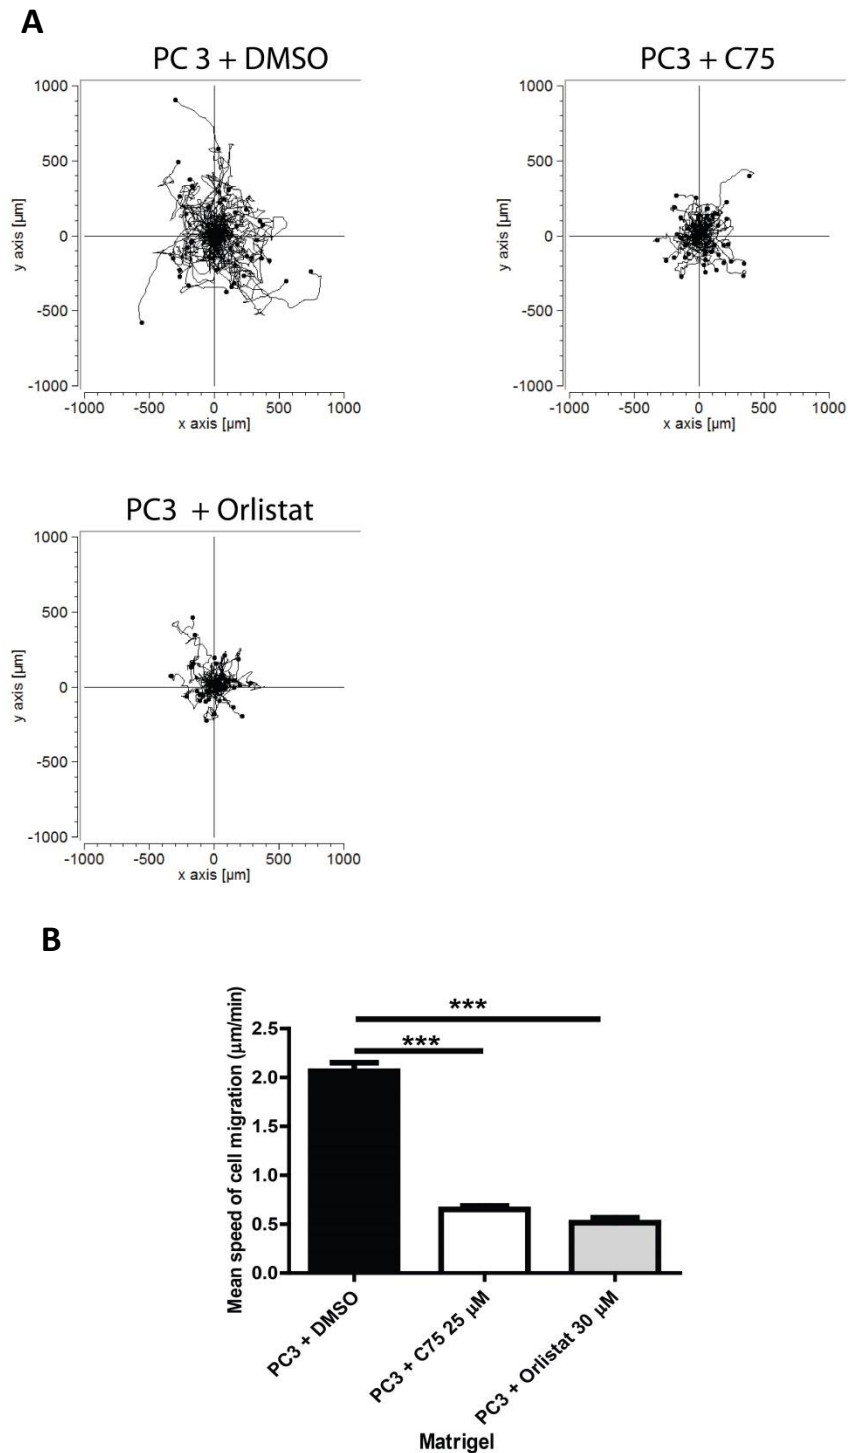 A
PC 3 + DMSO
1000
500
0
-500
-1000
y axis [µm]
-1000 -500 0 500 1000
x axis [µm]
PC3 + C75
1000
500
0
-500
-1000
y axis [µm]
-1000 -500 0 500 1000
x axis [µm]
PC3 + Orlistat
1000
500
0
-500
-1000
y axis [µm]
-1000 -500 0 500 1000
x axis [µm]
B
Mean speed of cell migration (µm/min)
***
***
2.5
2.0
1.5
1.0
0.5
0.0
PC3 + DMSO
PC3 + C75 25 µM
PC3 + Orlistat 30 µM
Matrigel